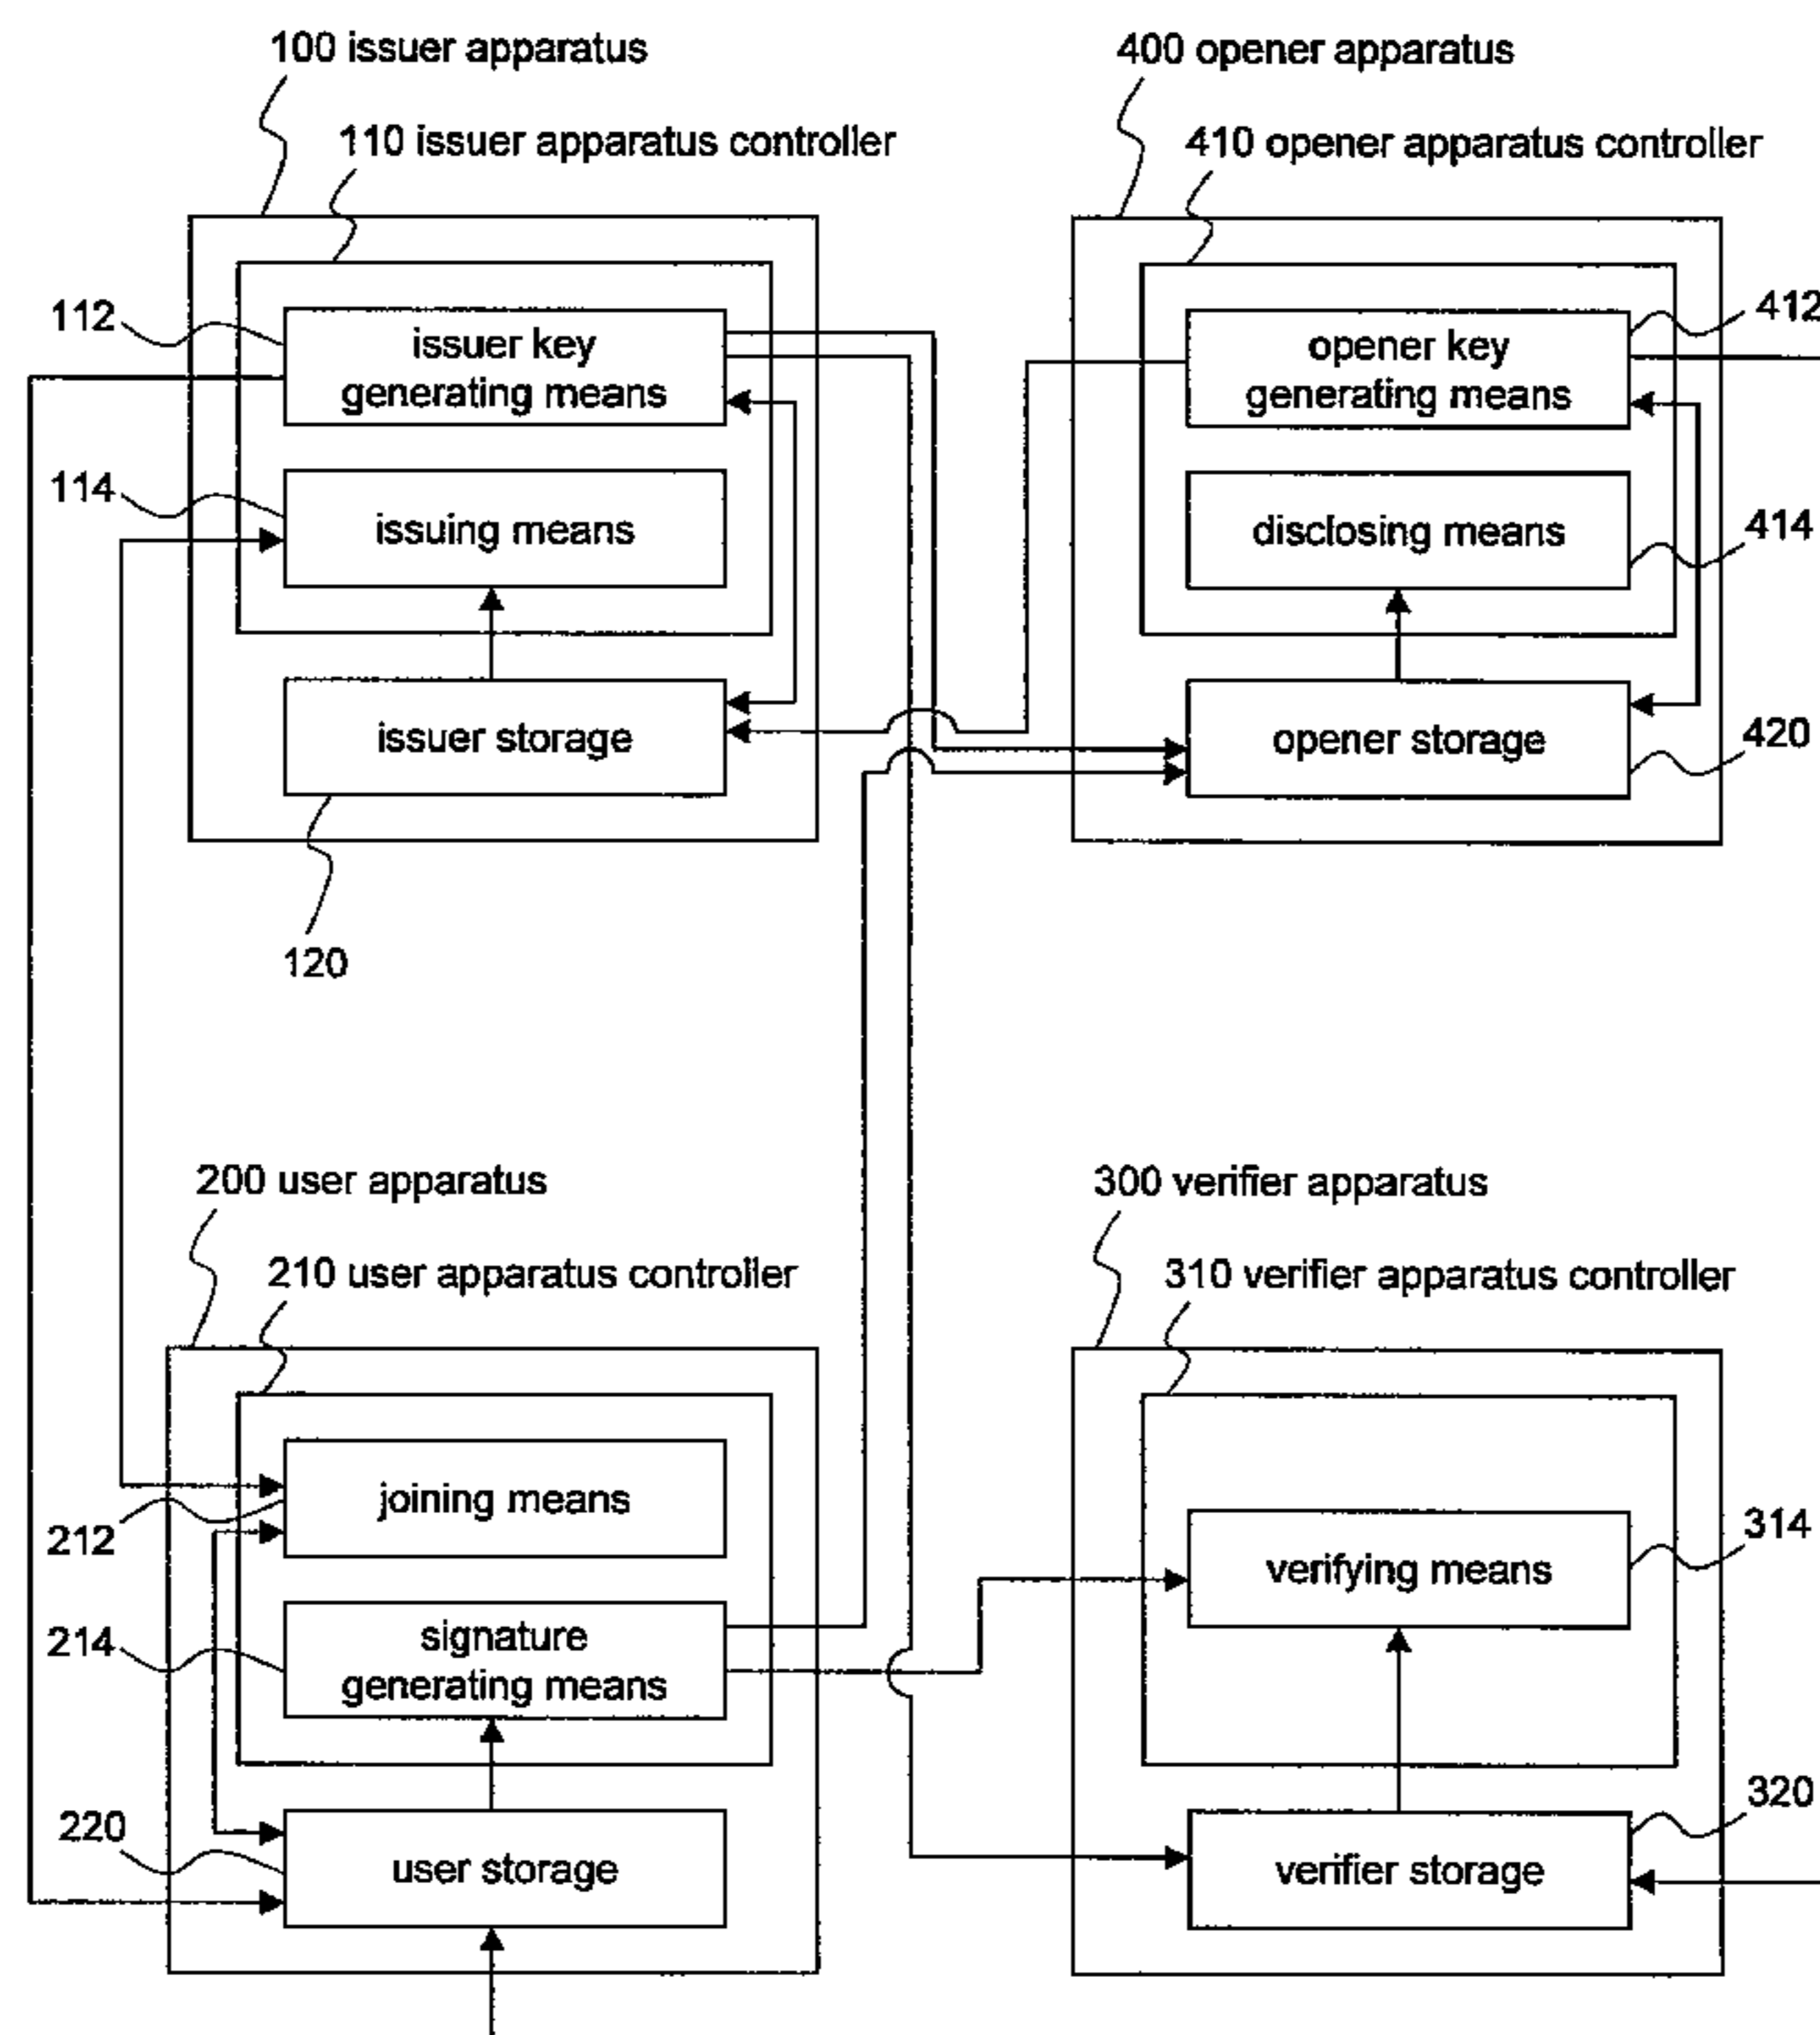 100 issuer apparatus
110 issuer apparatus controller
112
issuer key
generating means
114
issuing means
issuer storage
120
400 opener apparatus
410 opener apparatus controller
412
opener key
generating means
disclosing means
414
opener storage
420
200 user apparatus
210 user apparatus controller
joining means
212
214
signature
generating means
220
user storage
300 verifier apparatus
310 verifier apparatus controller
314
verifying means
320
verifier storage